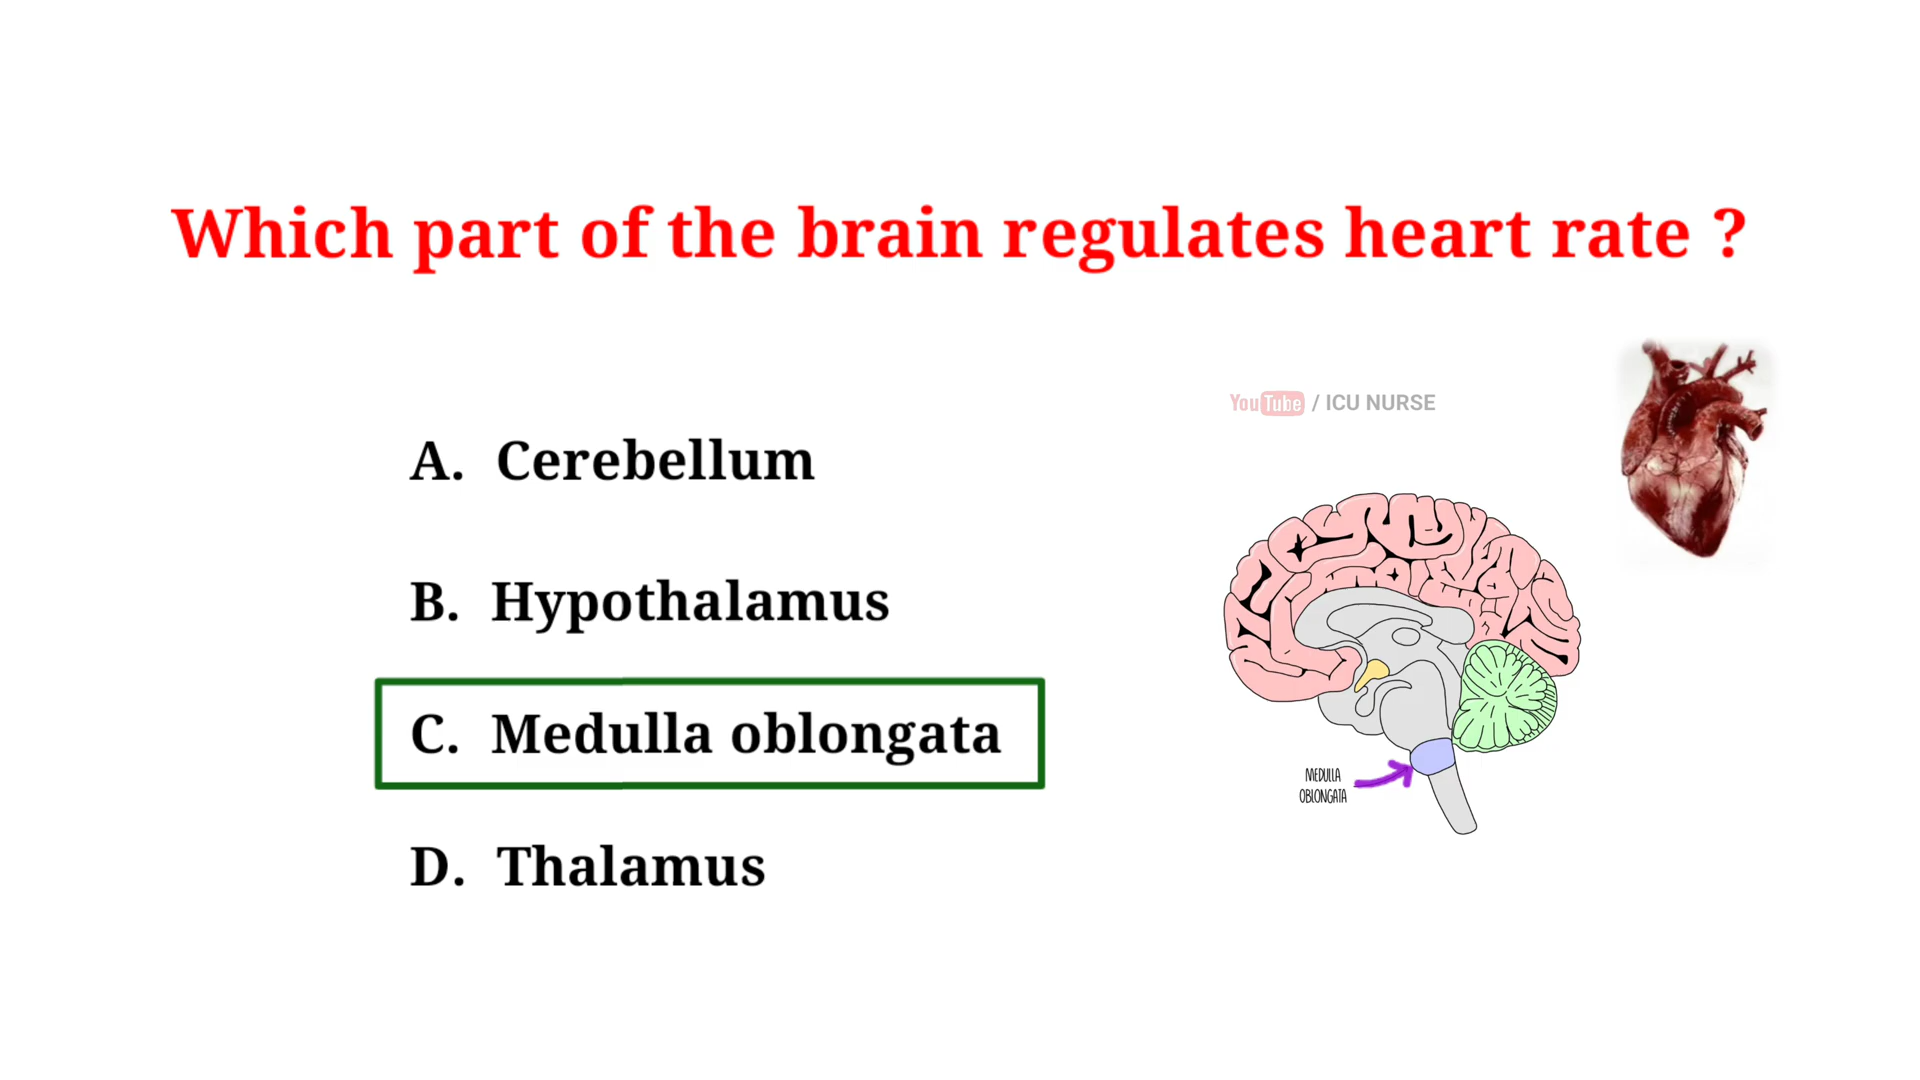 Which part of the brain regulates heart rate ?
YouTube / ICU NURSE
A. Cerebellum
B. Hypothalamus
C. Medulla oblongata
D. Thalamus
MEDULLA
OBLONGATA